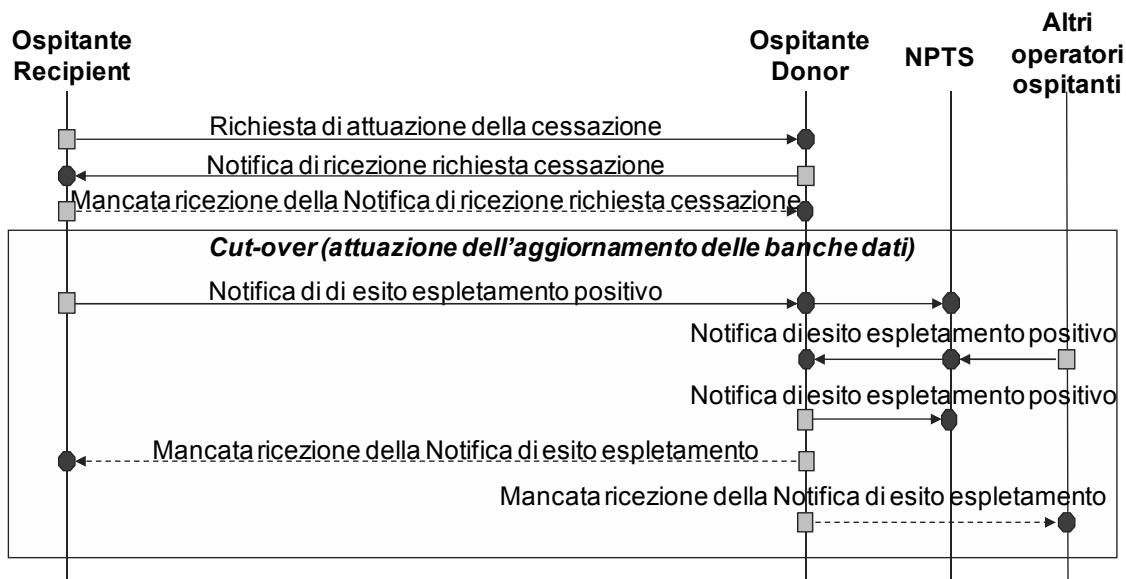 Ospitante
Recipient
Ospitante
Donor
NPTS
Altri
operatori
ospitanti
Richiesta di attuazione della cessazione
Notifica di ricezione richiesta cessazione
Mancata ricezione della Notifica di ricezione richiesta cessazione
Cut-over (attuazione dell'aggiornamento delle banche dati)
Notifica di di esito espletamento positivo
Notifica di esito espletamento positivo
Notifica di esito espletamento positivo
Mancata ricezione della Notifica di esito espletamento
Mancata ricezione della Notifica di esito espletamento